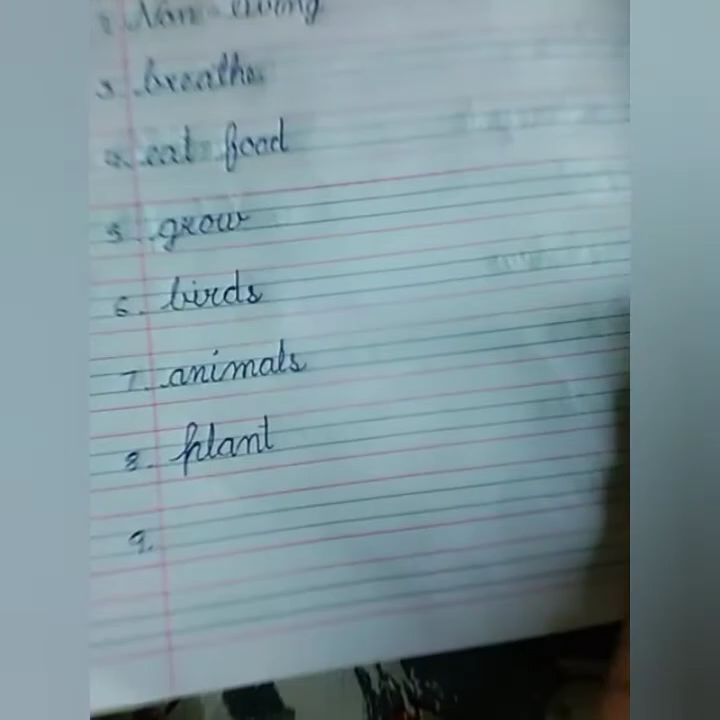 2. Non-living
3. breathe
4. eat food
5. grow
6. birds
7. animals
8. plant
9.